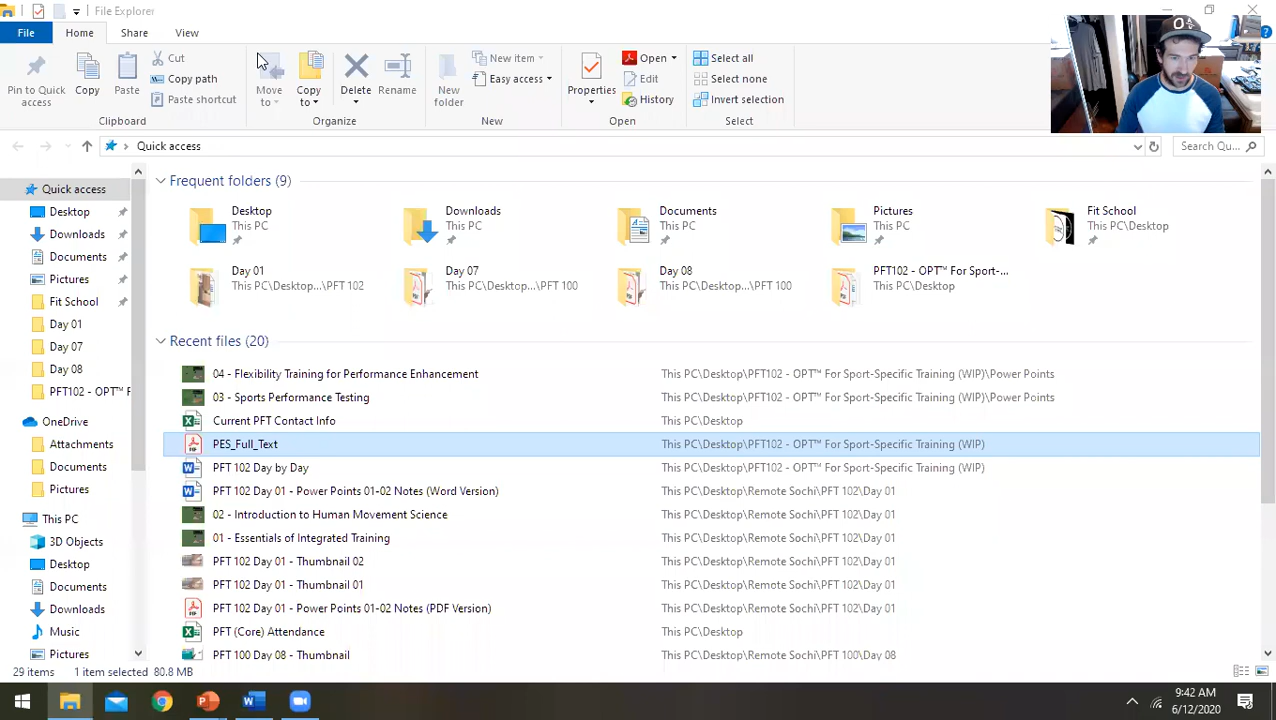 File Explorer
File Home Share View
Pin to Quick access
Copy
Paste
Cut
Copy path
Paste shortcut
Clipboard
Move to
Copy to
Delete
Rename
Organize
New folder
New item
Easy access
New
Properties
Open
Edit
History
Open
Select all
Select none
Invert selection
Select
Quick access
Search Qu...
Quick access
Desktop
Downloads
Documents
Pictures
Fit School
Day 01
Day 07
Day 08
PFT102 - OPT™ F
OneDrive
Attachments
Documents
Pictures
This PC
3D Objects
Desktop
Documents
Downloads
Music
Pictures
Frequent folders (9)
Desktop
This PC
Downloads
This PC
Documents
This PC
Pictures
This PC
Fit School
This PC\Desktop
Day 01
This PC\Desktop...\PFT 102
Day 07
This PC\Desktop...\PFT 100
Day 08
This PC\Desktop...\PFT 100
PFT102 - OPT™ For Sport-...
This PC\Desktop
Recent files (20)
04 - Flexibility Training for Performance Enhancement This PC\Desktop\PFT102 - OPT™ For Sport-Specific Training (WIP)\Power Points
03 - Sports Performance Testing This PC\Desktop\PFT102 - OPT™ For Sport-Specific Training (WIP)\Power Points
Current PFT Contact Info This PC\Desktop
PES_Full_Text This PC\Desktop\PFT102 - OPT™ For Sport-Specific Training (WIP)
PFT 102 Day by Day This PC\Desktop\PFT102 - OPT™ For Sport-Specific Training (WIP)
PFT 102 Day 01 - Power Points 01-02 Notes (Word Version) This PC\Desktop\Remote Sochi\PFT 102\Day 01
02 - Introduction to Human Movement Science This PC\Desktop\Remote Sochi\PFT 102\Day 01
01 - Essentials of Integrated Training This PC\Desktop\Remote Sochi\PFT 102\Day 01
PFT 102 Day 01 - Thumbnail 02 This PC\Desktop\Remote Sochi\PFT 102\Day 01
PFT 102 Day 01 - Thumbnail 01 This PC\Desktop\Remote Sochi\PFT 102\Day 01
PFT 102 Day 01 - Power Points 01-02 Notes (PDF Version) This PC\Desktop\Remote Sochi\PFT 102\Day 01
PFT (Core) Attendance This PC\Desktop
PFT 100 Day 08 - Thumbnail This PC\Desktop\Remote Sochi\PFT 100\Day 08
29 items 1 item selected 80.8 MB
9:42 AM
6/12/2020